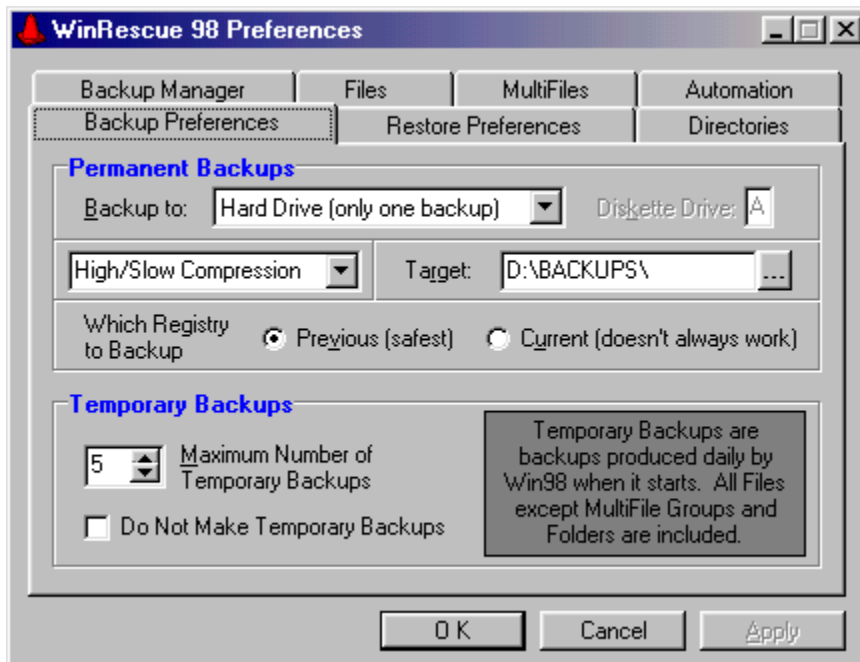 WinRescue 98 Preferences
Backup Manager
Files
MultiFiles
Automation
Backup Preferences
Restore Preferences
Directories
Permanent Backups
Backup to:
Hard Drive (only one backup)
Diskette Drive:
A
High/Slow Compression
Target:
D:\BACKUPS\
...
Which Registry
to Backup
Previous (safest)
Current (doesn't always work)
Temporary Backups
5
Maximum Number of
Temporary Backups
Do Not Make Temporary Backups
Temporary Backups are
backups produced daily by
Win98 when it starts. All Files
except MultiFile Groups and
Folders are included.
OK
Cancel
Apply